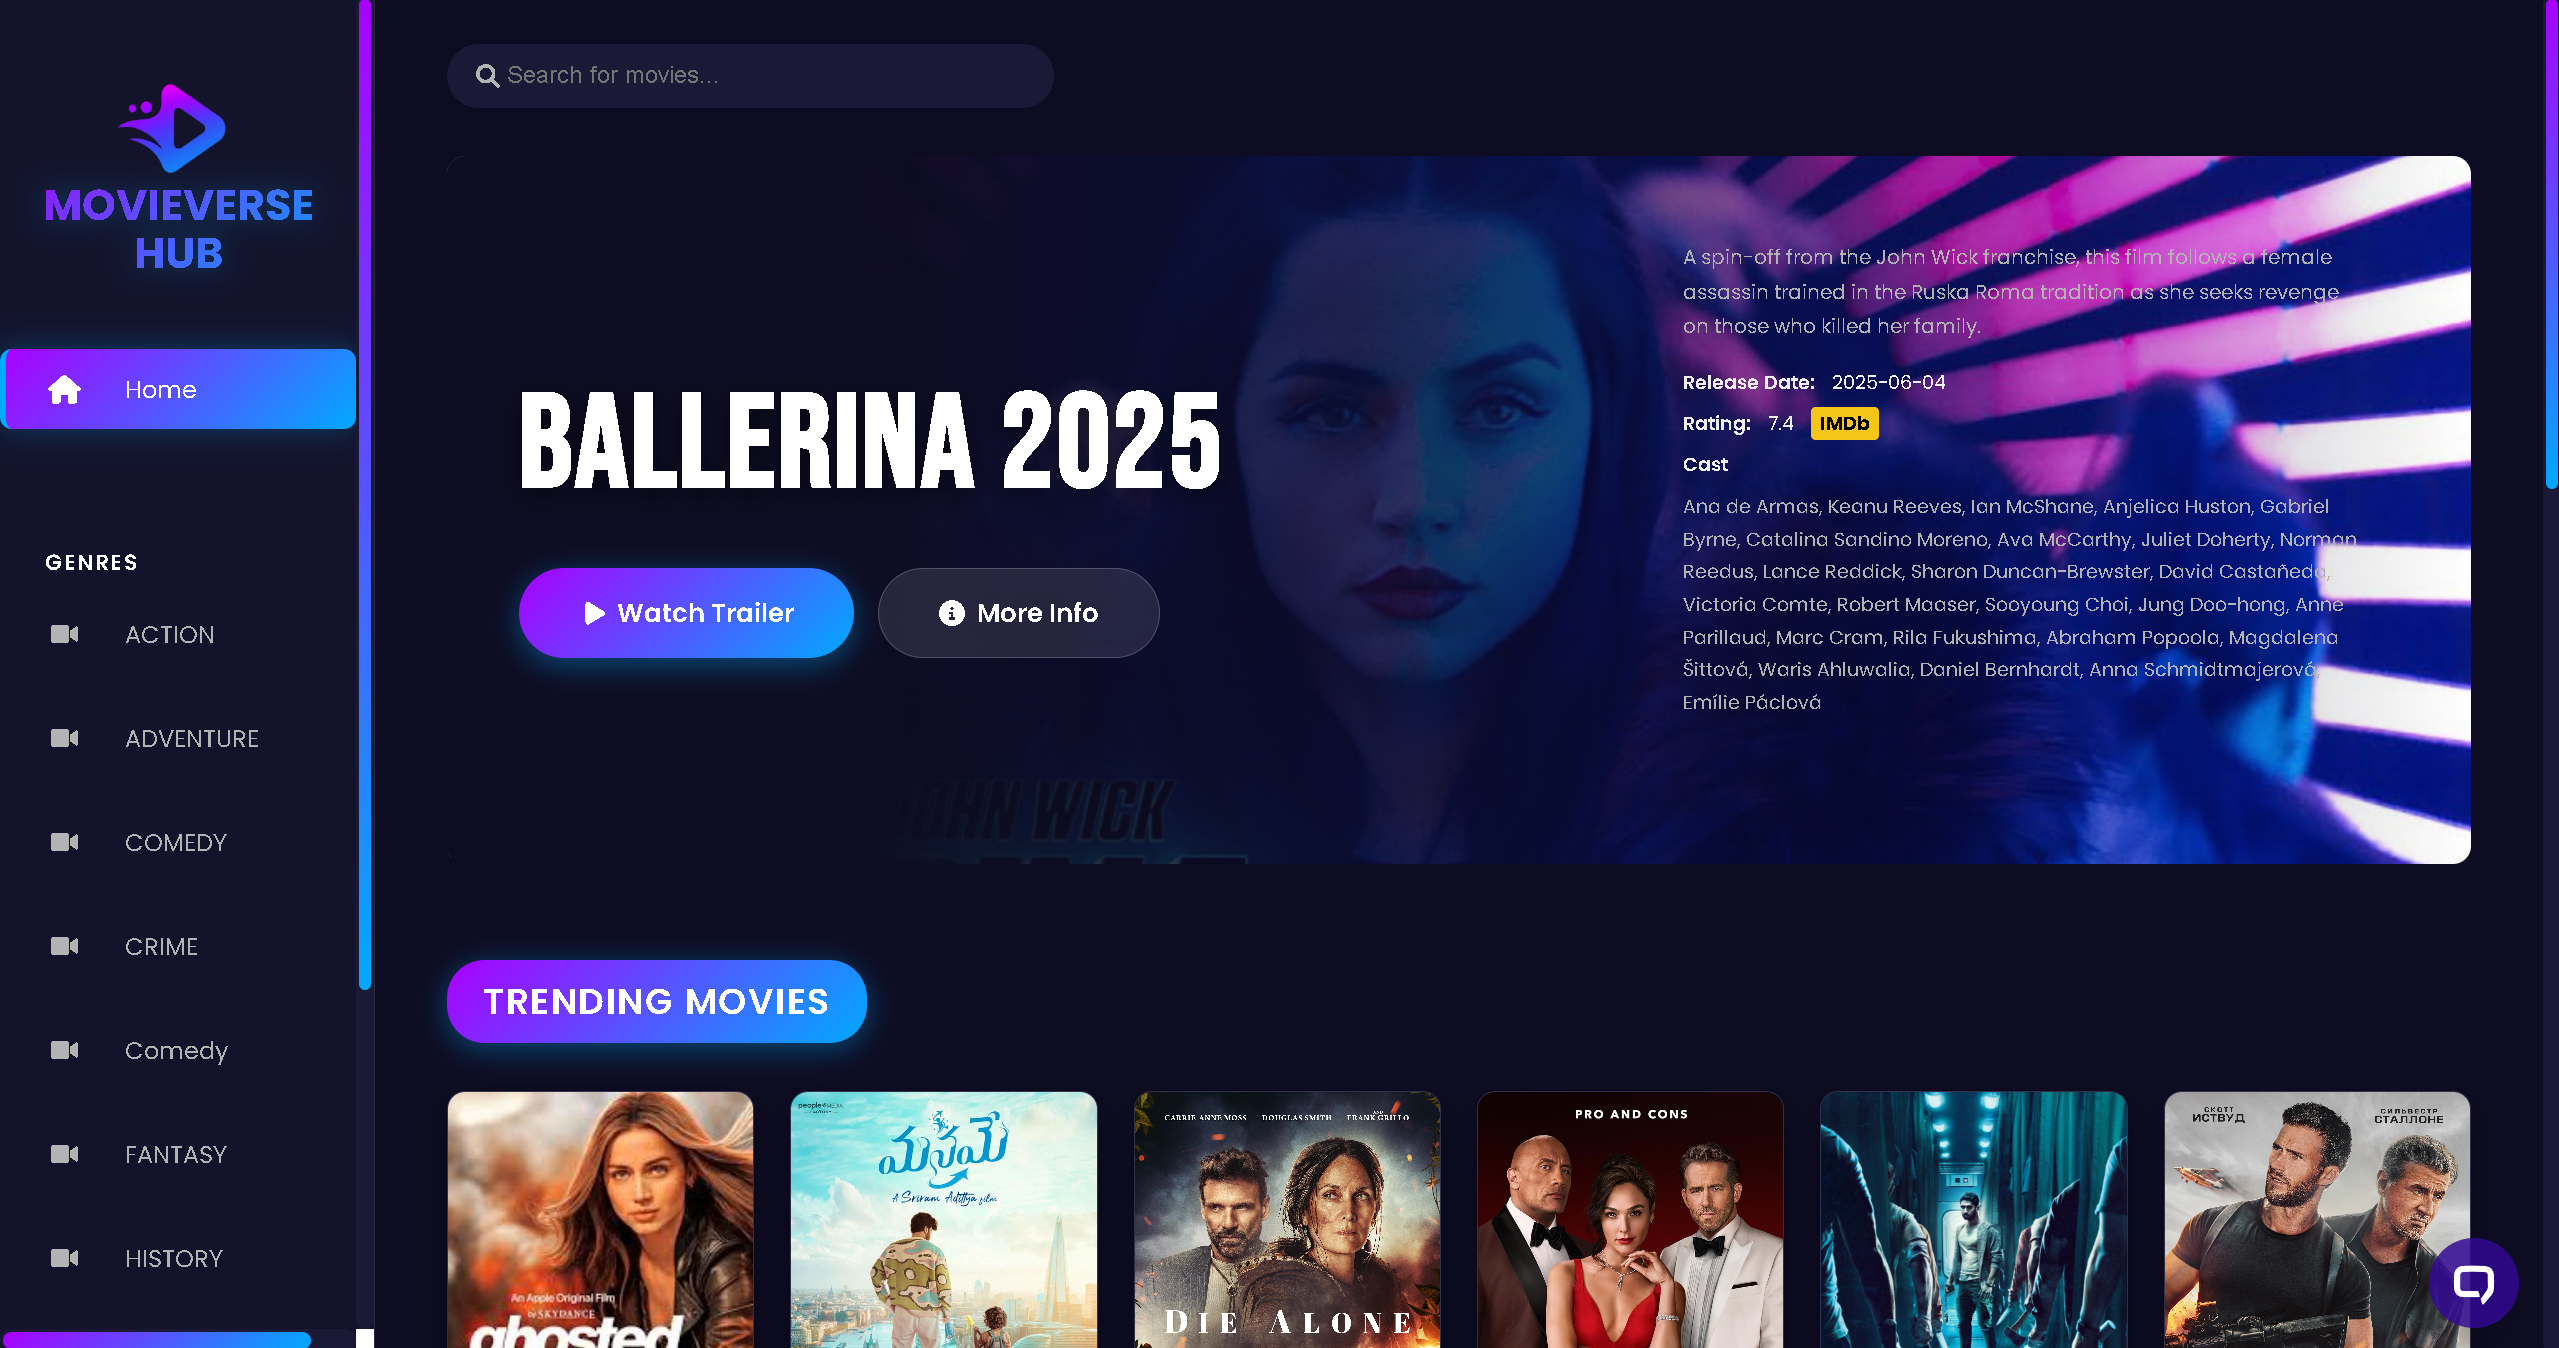 MOVIEVERSE
HUB
Home
GENRES
ACTION
ADVENTURE
COMEDY
CRIME
Comedy
FANTASY
HISTORY
Search for movies...
BALLERINA 2025
Watch Trailer
More Info
A spin-off from the John Wick franchise, this film follows a female
assassin trained in the Ruska Roma tradition as she seeks revenge
on those who killed her family.
Release Date: 2025-06-04
Rating: 7.4 IMDb
Cast
Ana de Armas, Keanu Reeves, Ian McShane, Anjelica Huston, Gabriel
Byrne, Catalina Sandino Moreno, Ava McCarthy, Juliet Doherty, Norman
Reedus, Lance Reddick, Sharon Duncan-Brewster, David Castañeda,
Victoria Comte, Robert Maaser, Sooyoung Choi, Jung Doo-hong, Anne
Parillaud, Marc Cram, Rila Fukushima, Abraham Popoola, Magdalena
Šittová, Waris Ahluwalia, Daniel Bernhardt, Anna Schmidtmajerová,
Emílie Páclová
JOHN WICK
TRENDING MOVIES
An Apple Original Film
by SKYDANCE
ghosted
people MEDIA
మనమే
A Sriram Adittya film
CARRIE-ANNE MOSS DOUGLAS SMITH AND FRANK GRILLO
DIE ALONE
PRO AND CONS
СКОТТ
ИСТВУД
СИЛЬВЕСТР
СТАЛЛОНЕ